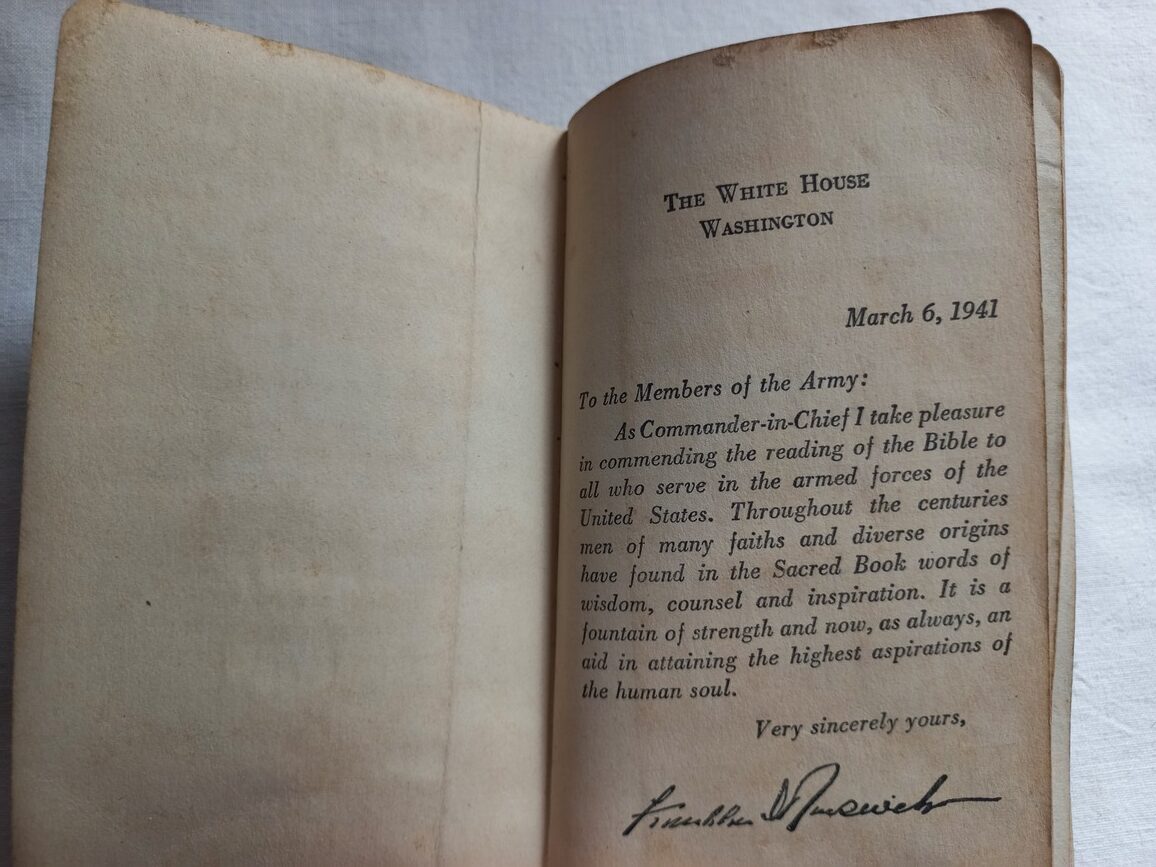 THE WHITE HOUSE
WASHINGTON
March 6, 1941
To the Members of the Army:
As Commander-in-Chief I take pleasure
in commending the reading of the Bible to
all who serve in the armed forces of the
United States. Throughout the centuries
men of many faiths and diverse origins
have found in the Sacred Book words of
wisdom, counsel and inspiration. It is a
fountain of strength and now, as always, an
aid in attaining the highest aspirations of
the human soul.
Very sincerely yours,
Franklin D Roosevelt